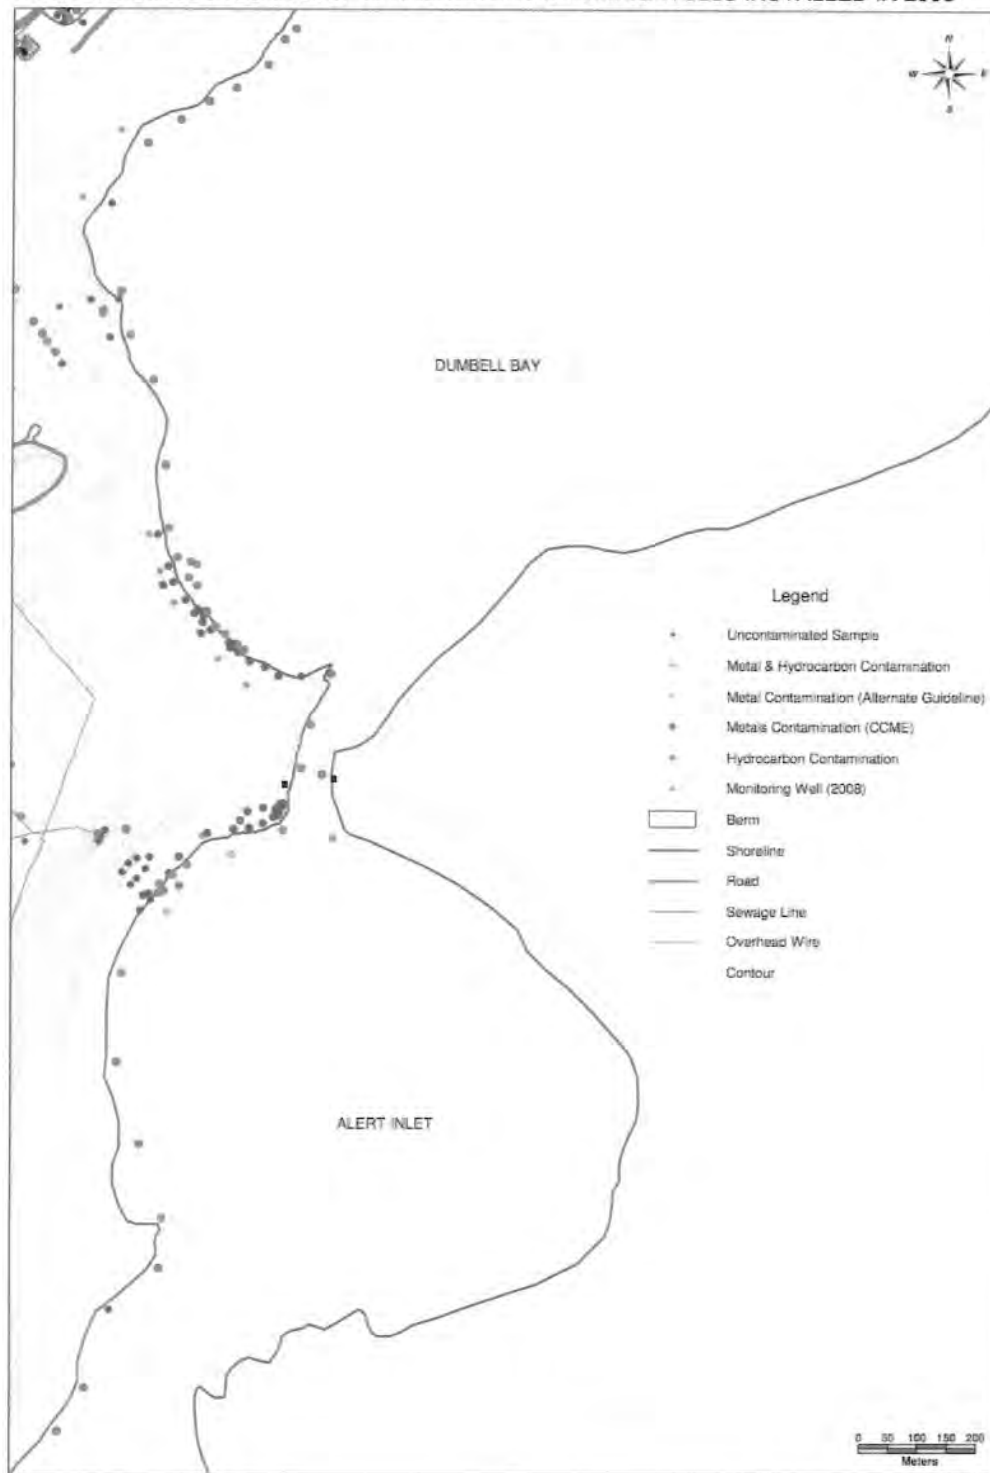 N
W E
S
DUMBELL BAY
Legend
Uncontaminated Sample
Metal & Hydrocarbon Contamination
Metal Contamination (Alternate Guideline)
Metals Contamination (CCME)
Hydrocarbon Contamination
Monitoring Well (2008)
Berm
Shoreline
Road
Sewage Line
Overhead Wire
Contour
ALERT INLET
0 50 100 150 200
Meters